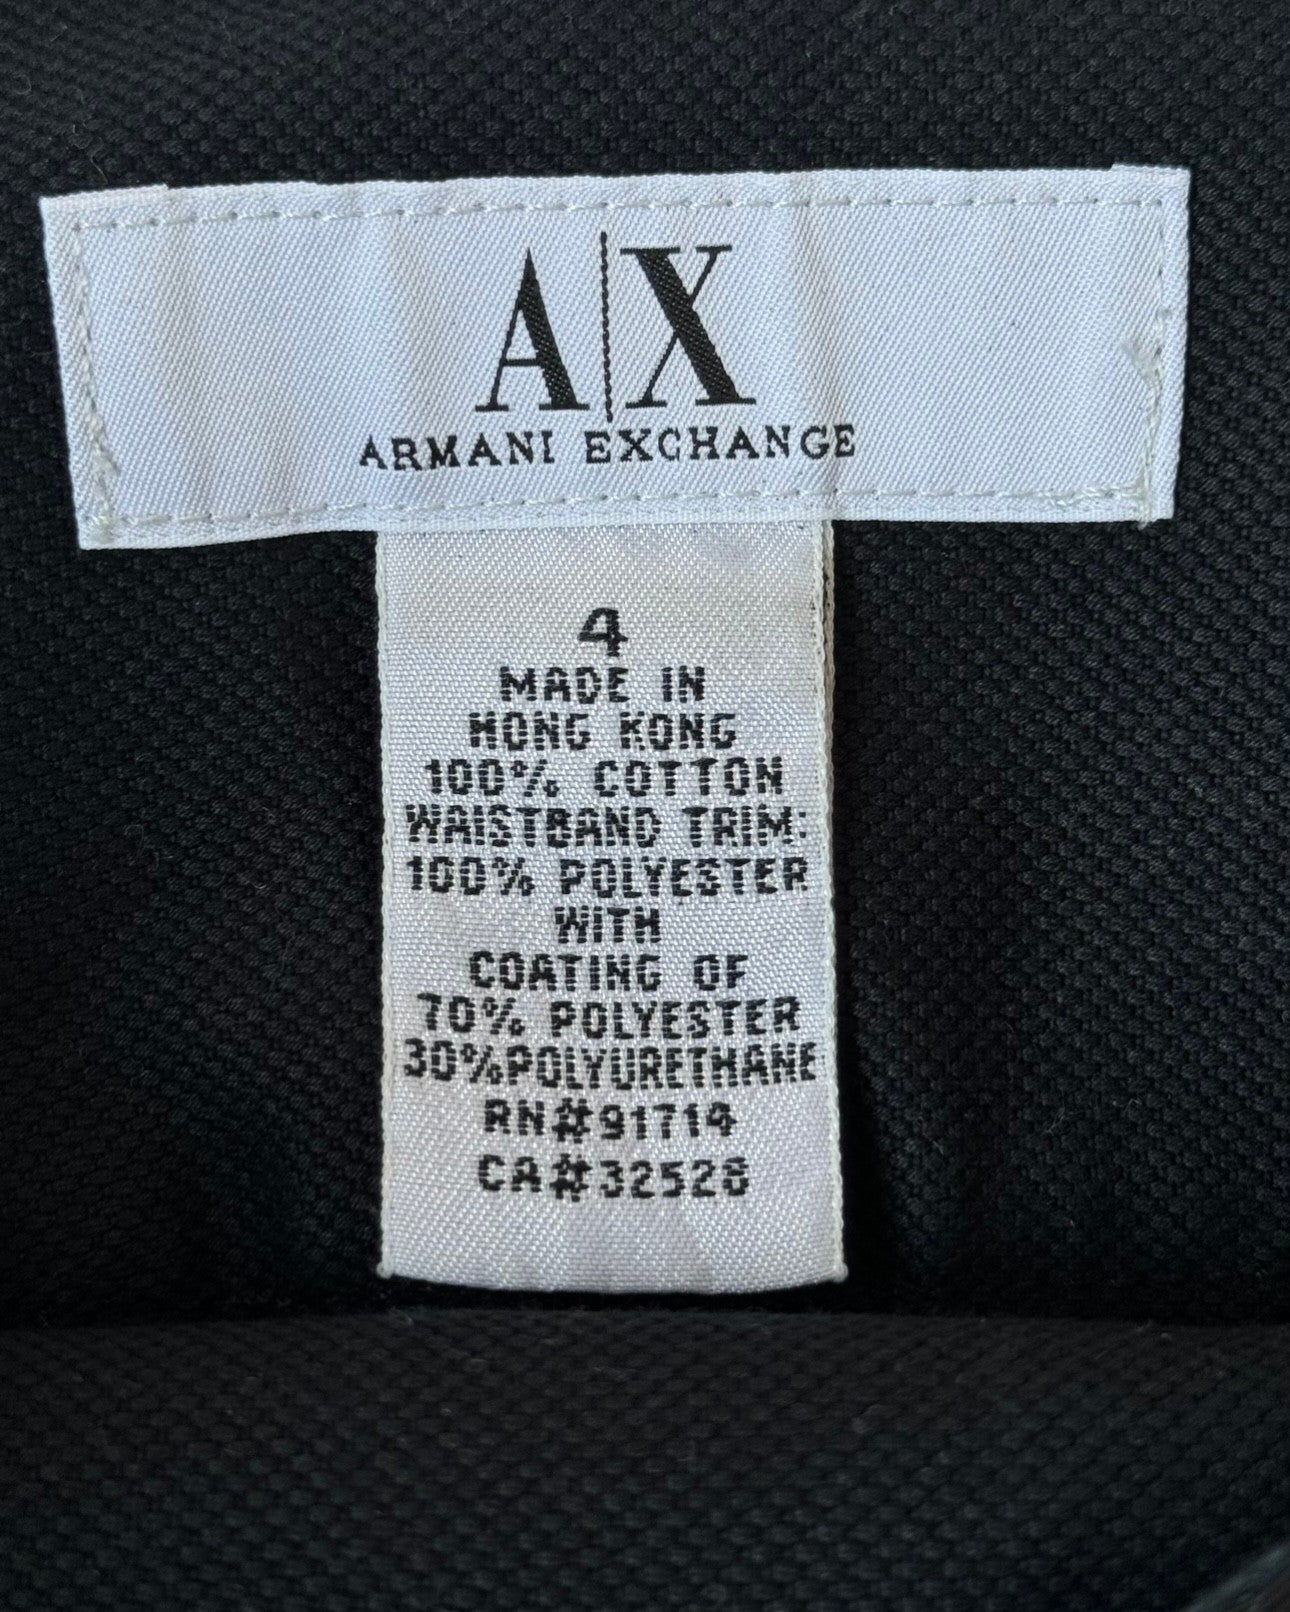 A|X
ARMANI EXCHANGE
4
MADE IN
HONG KONG
100% COTTON
WAISTBAND TRIM:
100% POLYESTER
WITH
COATING OF
70% POLYESTER
30%POLYURETHANE
RN#91714
CA#32528